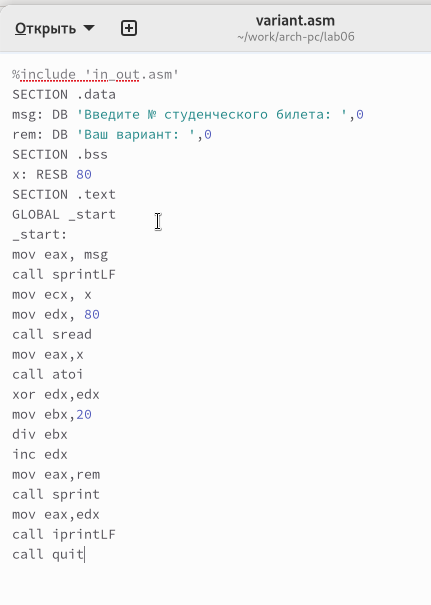 Открыть
variant.asm
~/work/arch-pc/lab06
%include 'in_out.asm'
SECTION .data
msg: DB 'Введите № студенческого билета: ',0
rem: DB 'Ваш вариант: ',0
SECTION .bss
x: RESB 80
SECTION .text
GLOBAL _start
_start:
mov eax, msg
call sprintLF
mov ecx, x
mov edx, 80
call sread
mov eax,x
call atoi
xor edx,edx
mov ebx,20
div ebx
inc edx
mov eax,rem
call sprint
mov eax,edx
call iprintLF
call quit